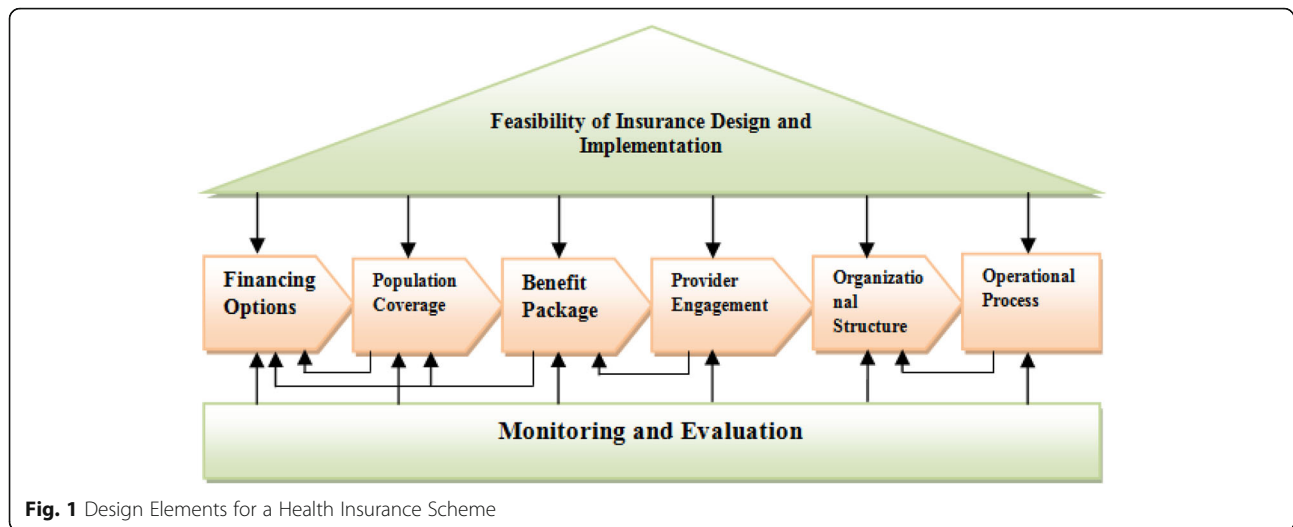 Feasibility of Insurance Design and
Implementation
Financing
Options
Population
Coverage
Benefit
Package
Provider
Engagement
Organizatio
nal
Structure
Operational
Process
Monitoring and Evaluation
Fig. 1 Design Elements for a Health Insurance Scheme